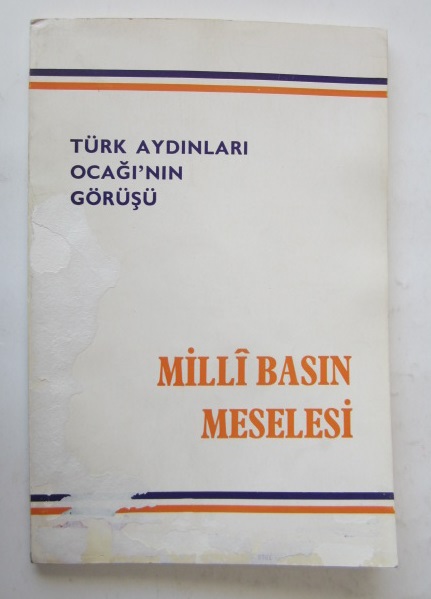 TÜRK AYDINLARI
OCAĞI'NIN
GÖRÜŞÜ
MİLLÎ BASIN
MESELESİ